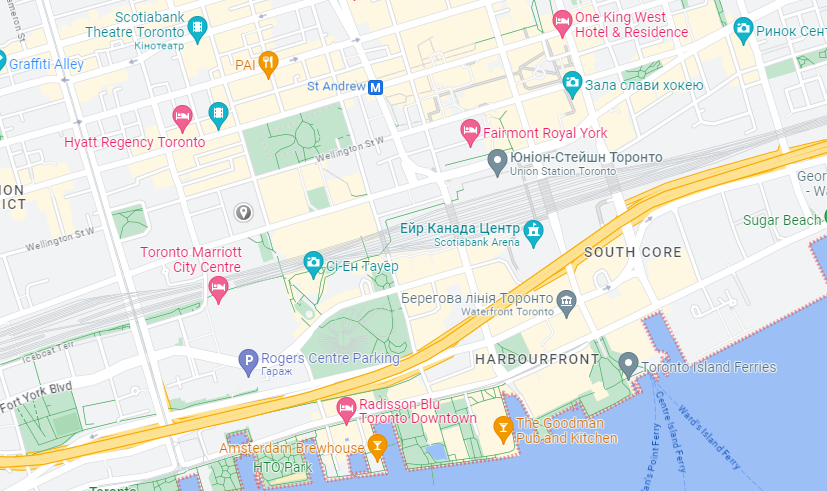 Scotiabank
Theatre Toronto
Кінотеатр
One King West
Hotel & Residence
Ринок Сент
Graffiti Alley
PAI
St Andrew
M
Зала слави хокею
Hyatt Regency Toronto
Fairmont Royal York
Wellington St W
Юніон-Стейшн Торонто
Union Station Toronto
Geor
- Wa
ION
RICT
Wellington St W
Sugar Beach
Ейр Канада Центр
Scotiabank Arena
Toronto Marriott
City Centre
Сі-Ен Тауер
SOUTH CORE
Берегова лінія Торонто
Waterfront Toronto
Iceboat Terr
P
Rogers Centre Parking
Гараж
HARBOURFRONT
Toronto Island Ferries
Fort York Blvd
Radisson Blu
Toronto Downtown
The Goodman
Pub and Kitchen
Amsterdam Brewhouse
HTO Park
Centre Island Ferry
Ward's Island Ferry
an's Point Ferry
Toronto